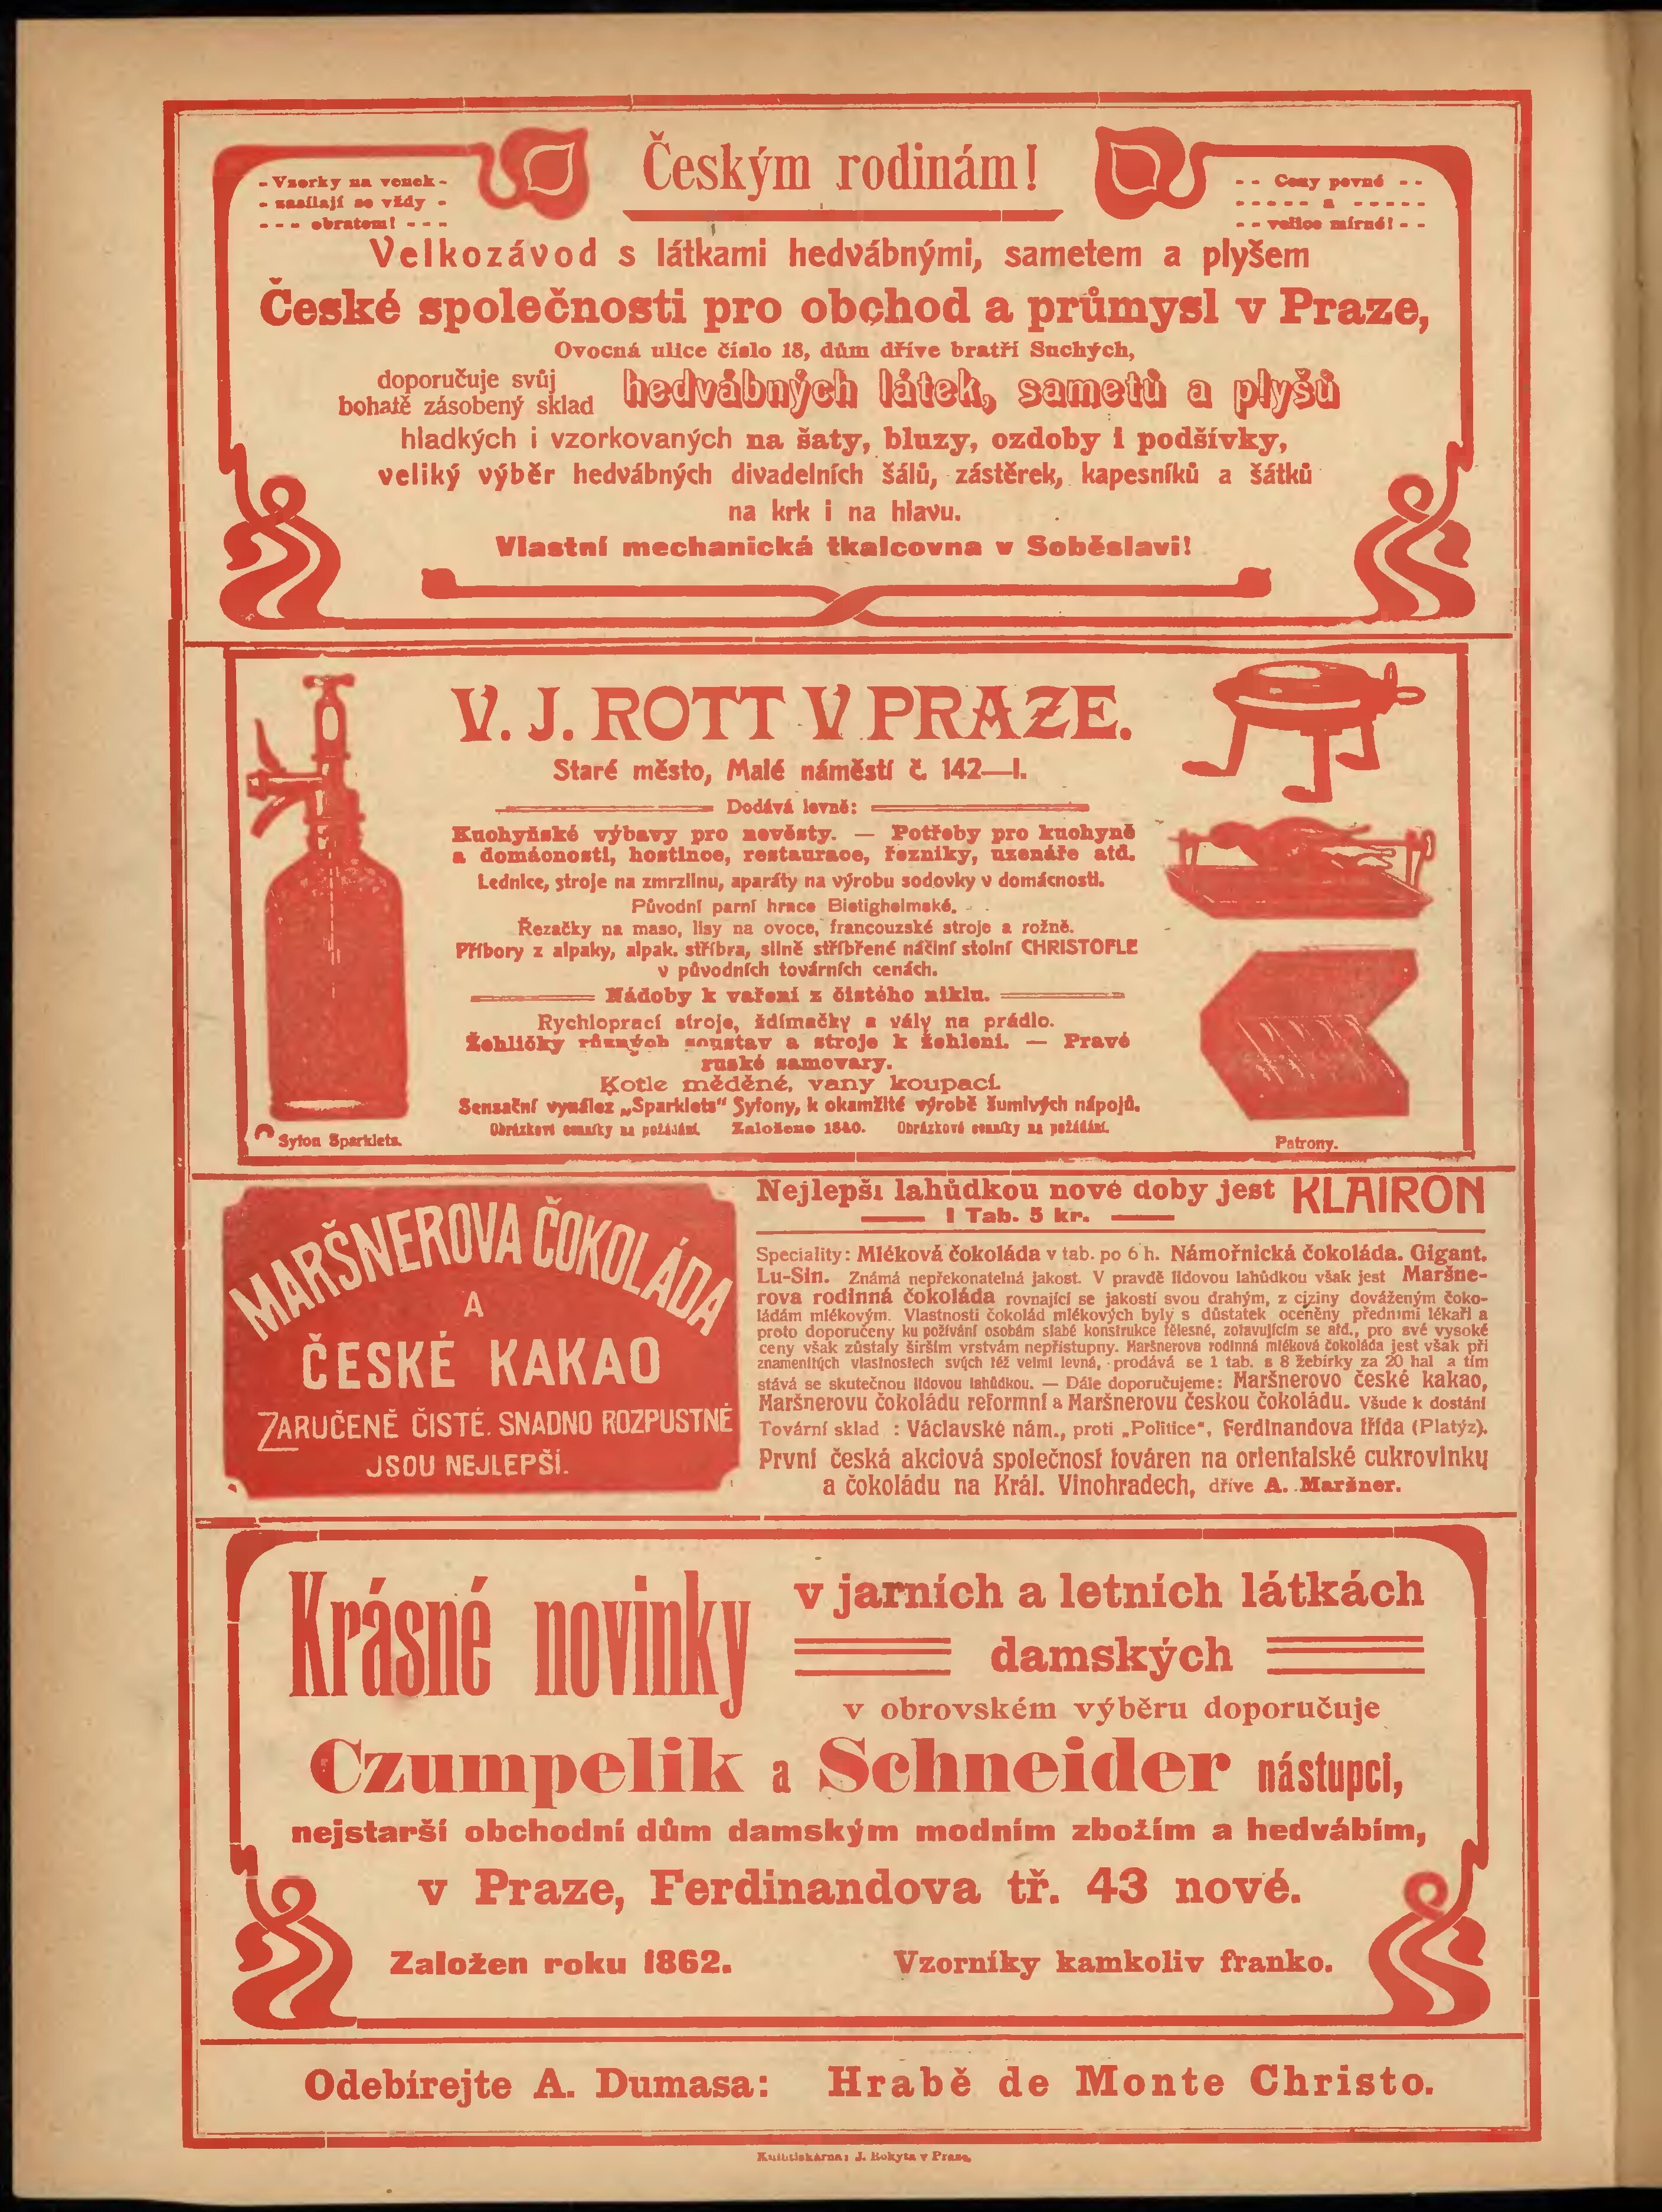 Českým rodinám!
- Vzorky na venek -
- zasílají se vždy -
- - - obratem! - - -
- - Ceny pevné - -
- - - - - a - - - - -
- - velice mírné! - -
Velkozávod s látkami hedvábnými, sametem a plyšem
České společnosti pro obchod a průmysl v Praze,
Ovocná ulice číslo 18, dům dříve bratří Suchých,
doporučuje svůj
bohatě zásobený sklad
hedvábných látek, sametů a plyšů
hladkých i vzorkovaných na šaty, bluzy, ozdoby i podšívky,
veliký výběr hedvábných divadelních šálů, zástěrek, kapesníků a šátků
na krk i na hlavu.
Vlastní mechanická tkalcovna v Soběslavi!
V. J. ROTT V PRAZE.
Staré město, Malé náměstí č. 142—I.
Dodává levně:
Kuchyňské výbavy pro nevěsty. — Potřeby pro kuchyně
a domácnosti, hostince, restaurace, řezníky, uzenáře atd.
Lednice, stroje na zmrzlinu, aparáty na výrobu sodovky v domácnosti.
Původní parní hrnce Bietigheimské.
Řezačky na maso, lisy na ovoce, francouzské stroje a rožně.
Příbory z alpaky, alpak. stříbra, silně stříbřené náčiní stolní CHRISTOFLE
v původních továrních cenách.
Nádoby k vaření z čistého niklu.
Rychloprací stroje, ždímačky a vály na prádlo.
Žehličky různých soustav a stroje k žehlení. — Pravé
ruské samovary.
Kotle měděné, vany koupací.
Sensační vynález „Sparklets“ Syfony, k okamžité výrobě šumivých nápojů.
Obrázkové cenníky na požádání. Založeno 1840. Obrázkové cenníky na požádání.
Syfon Sparklets.
Patrony.
MARŠNEROVA ČOKOLÁDA
A
ČESKÉ KAKAO
ZARUČENĚ ČISTÉ. SNADNO ROZPUSTNÉ
JSOU NEJLEPŠÍ.
Nejlepší lahůdkou nové doby jest KLAIRON
1 Tab. 5 kr.
Speciality: Mléková čokoláda v tab. po 6 h. Námořnická čokoláda. Gigant.
Lu-Sin. Známá nepřekonatelná jakost. V pravdě lidovou lahůdkou však jest Maršne-
rova rodinná čokoláda rovnající se jakostí svou drahým, z ciziny dováženým čoko-
ládám mlékovým. Vlastnosti čokolád mlékových byly s důstatek oceněny předními lékaři a
proto doporučeny ku požívání osobám slabé konstrukce tělesné, zotavujícím se atd., pro své vysoké
ceny však zůstaly širším vrstvám nepřístupny. Maršnerova rodinná mléková čokoláda jest však při
znamenitých vlastnostech svých též velmi levná, prodává se 1 tab. s 8 žebírky za 20 hal a tím
stává se skutečnou lidovou lahůdkou. — Dále doporučujeme: Maršnerovo české kakao,
Maršnerovu čokoládu reformní a Maršnerovu českou čokoládu. Všude k dostání
Tovární sklad : Václavské nám., proti „Politice“, Ferdinandova třída (Platýz).
První česká akciová společnost továren na orientalské cukrovinky
a čokoládu na Král. Vinohradech, dříve A. Maršner.
Krásné novinky
v jarních a letních látkách
damských
v obrovském výběru doporučuje
Czumpelik a Schneider nástupci,
nejstarší obchodní dům damským modním zbožím a hedvábím,
v Praze, Ferdinandova tř. 43 nové.
Založen roku 1862. Vzorníky kamkoliv franko.
Odebírejte A. Dumasa: Hrabě de Monte Christo.
Knihtiskárna: J. Rokyta v Praze.